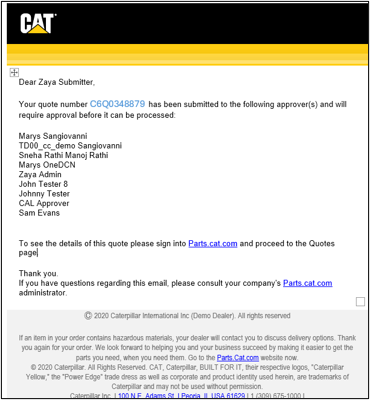 CAT
Dear Zaya Submitter,
Your quote number C6Q0348879 has been submitted to the following approver(s) and will
require approval before it can be processed:
Marys Sangiovanni
TD00_cc_demo Sangiovanni
Sneha Rathi Manoj Rathi
Marys OneDCN
Zaya Admin
John Tester 8
Johnny Tester
CAL Approver
Sam Evans
To see the details of this quote please sign into Parts.cat.com and proceed to the Quotes
page
Thank you.
If you have questions regarding this email, please consult your company's Parts.cat.com
administrator.
© 2020 Caterpillar International Inc (Demo Dealer). All rights reserved
If an item in your order contains hazardous materials, your dealer will contact you to discuss delivery options. Thank
you again for your order. We look forward to helping you and your business succeed by making it easier to get the
parts you need, when you need them. Go to the Parts.Cat.com website now.
© 2020 Caterpillar. All Rights Reserved. CAT, Caterpillar, BUILT FOR IT, their respective logos, "Caterpillar
Yellow," the "Power Edge" trade dress as well as corporate and product identity used herein, are trademarks of
Caterpillar and may not be used without permission.
Caterpillar Inc. | 100 N.E. Adams St. | Peoria, IL USA 61629 | 1 (309) 675-1000 |